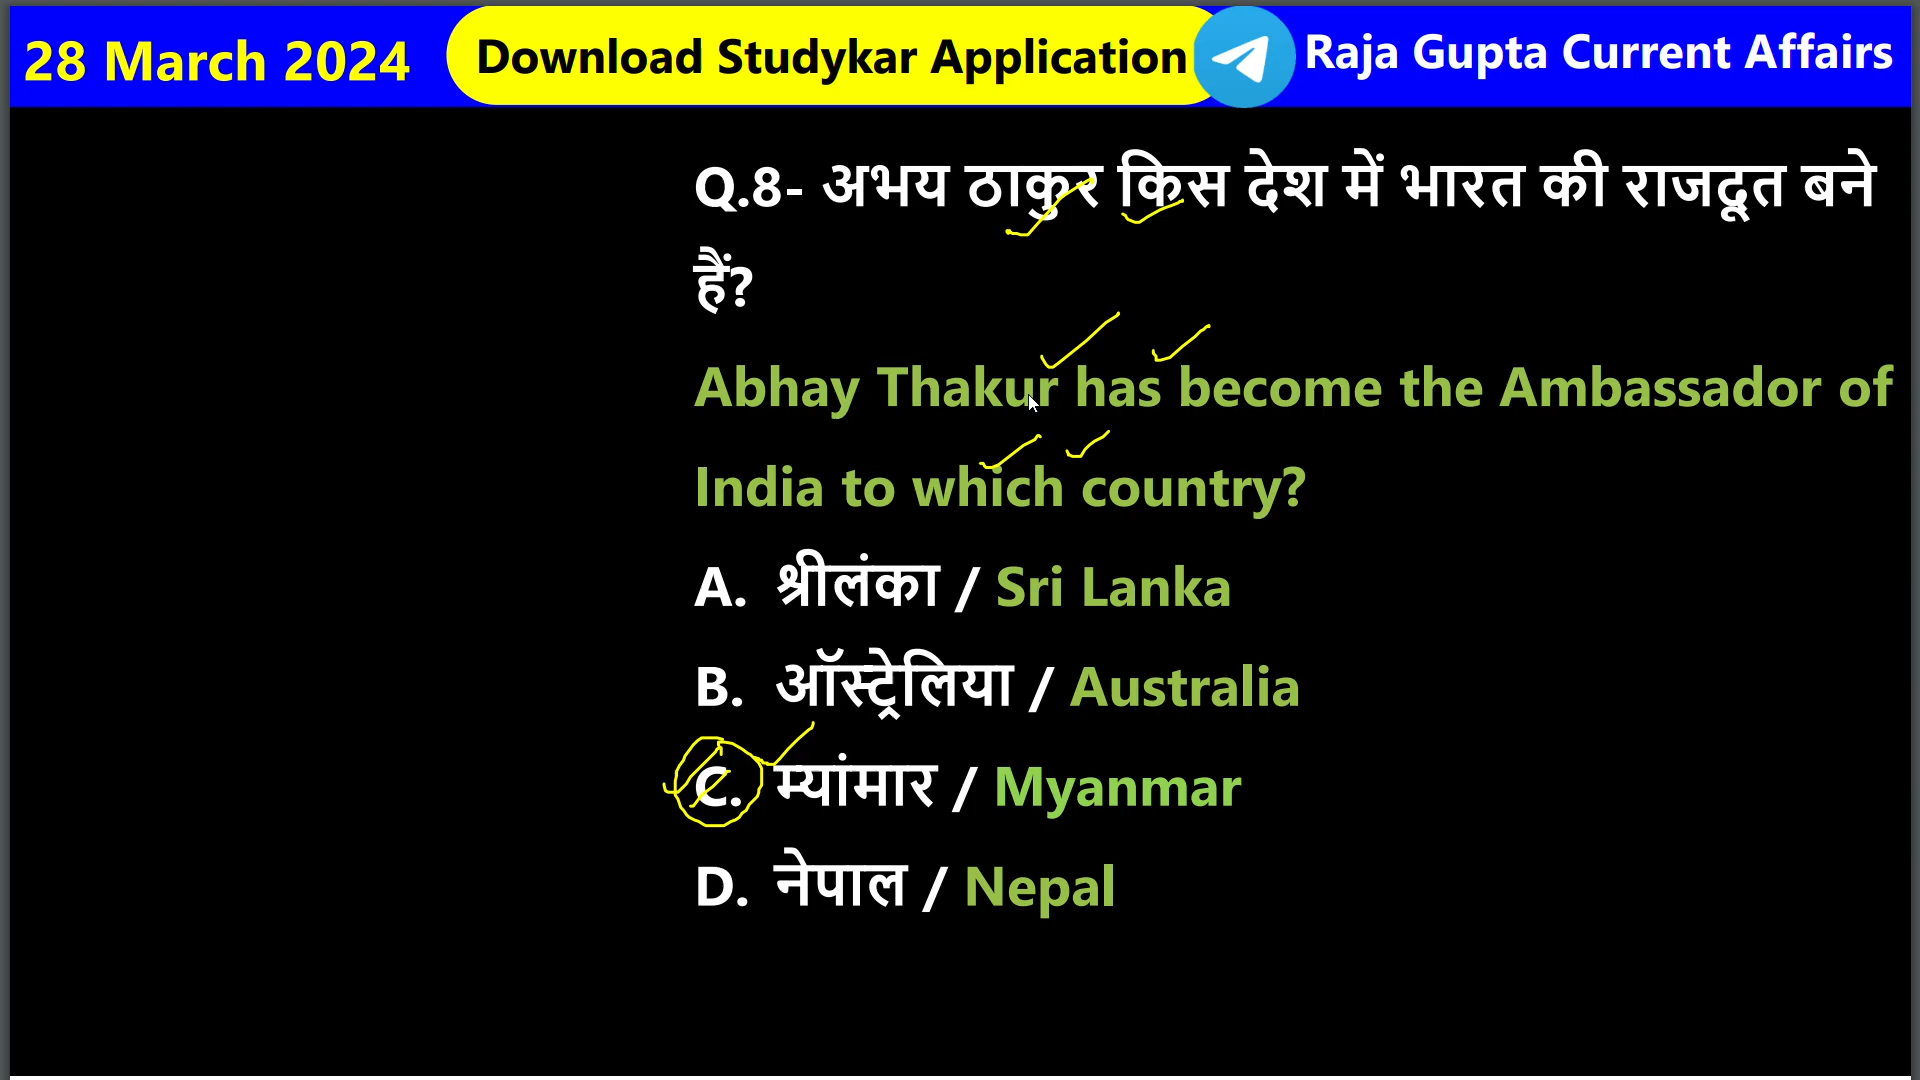 28 March 2024
Download Studykar Application
Raja Gupta Current Affairs
Q.8- अभय ठाकुर किस देश में भारत की राजदूत बने
हैं?
Abhay Thakur has become the Ambassador of
India to which country?
A. श्रीलंका / Sri Lanka
B. ऑस्ट्रेलिया / Australia
C. म्यांमार / Myanmar
D. नेपाल / Nepal